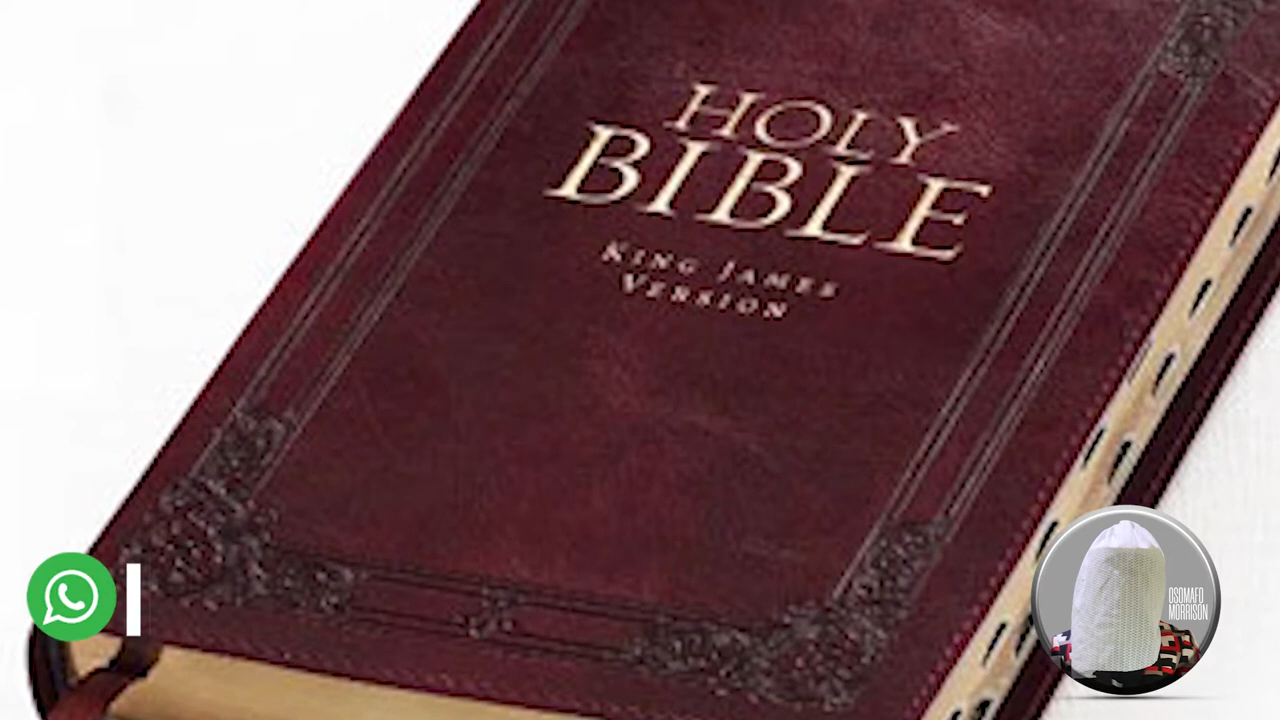 HOLY
BIBLE
KING JAMES
VERSION
OSOMAFO
MORRISON